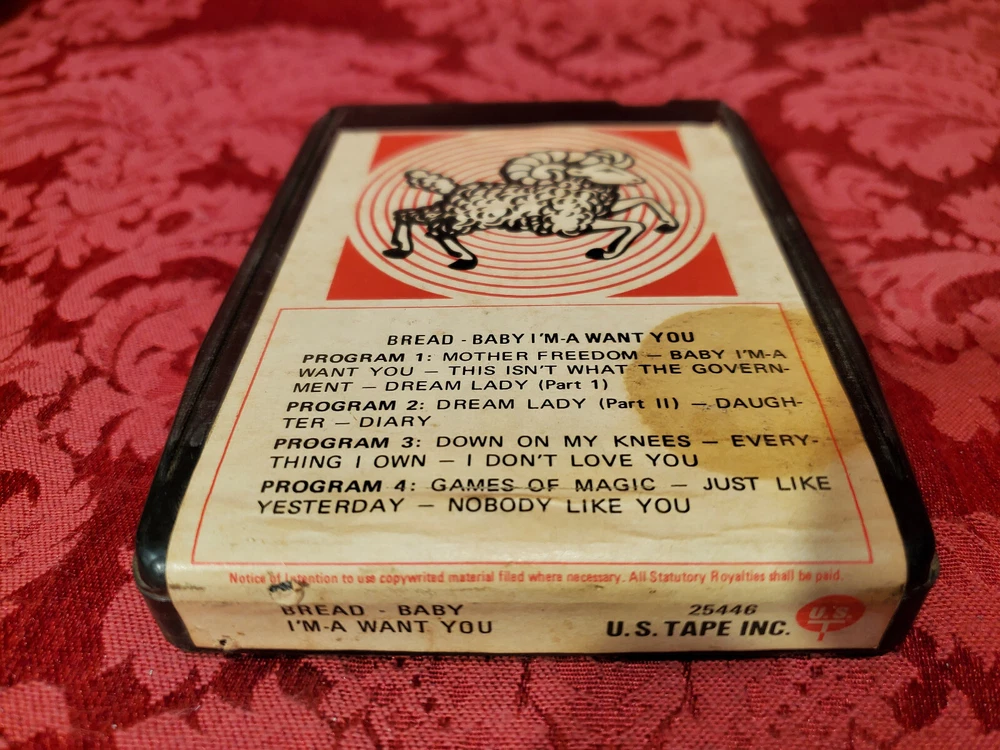 BREAD - BABY I'M-A WANT YOU
PROGRAM 1: MOTHER FREEDOM — BABY I'M-A
WANT YOU — THIS ISN'T WHAT THE GOVERN-
MENT — DREAM LADY (Part 1)
PROGRAM 2: DREAM LADY (Part II) — DAUGH-
TER — DIARY
PROGRAM 3: DOWN ON MY KNEES — EVERY-
THING I OWN — I DON'T LOVE YOU
PROGRAM 4: GAMES OF MAGIC — JUST LIKE
YESTERDAY — NOBODY LIKE YOU
Notice of Intention to use copywrited material filed where necessary. All Statutory Royalties shall be paid.
BREAD - BABY
I'M-A WANT YOU
25446
U.S. TAPE INC.
U.S.
T